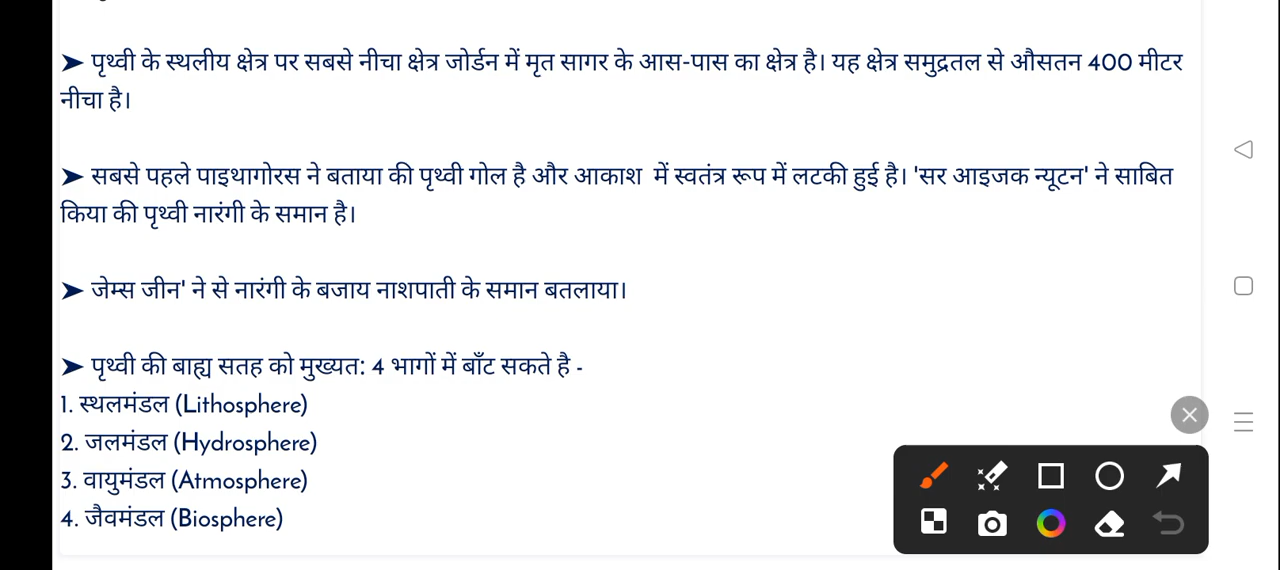 ➤ पृथ्वी के स्थलीय क्षेत्र पर सबसे नीचा क्षेत्र जोर्डन में मृत सागर के आस-पास का क्षेत्र है। यह क्षेत्र समुद्रतल से औसतन 400 मीटर
नीचा है।
➤ सबसे पहले पाइथागोरस ने बताया की पृथ्वी गोल है और आकाश में स्वतंत्र रूप में लटकी हुई है। 'सर आइजक न्यूटन' ने साबित
किया की पृथ्वी नारंगी के समान है।
➤ जेम्स जीन' ने से नारंगी के बजाय नाशपाती के समान बतलाया।
➤ पृथ्वी की बाह्य सतह को मुख्यत: 4 भागों में बाँट सकते है -
1. स्थलमंडल (Lithosphere)
2. जलमंडल (Hydrosphere)
3. वायुमंडल (Atmosphere)
4. जैवमंडल (Biosphere)